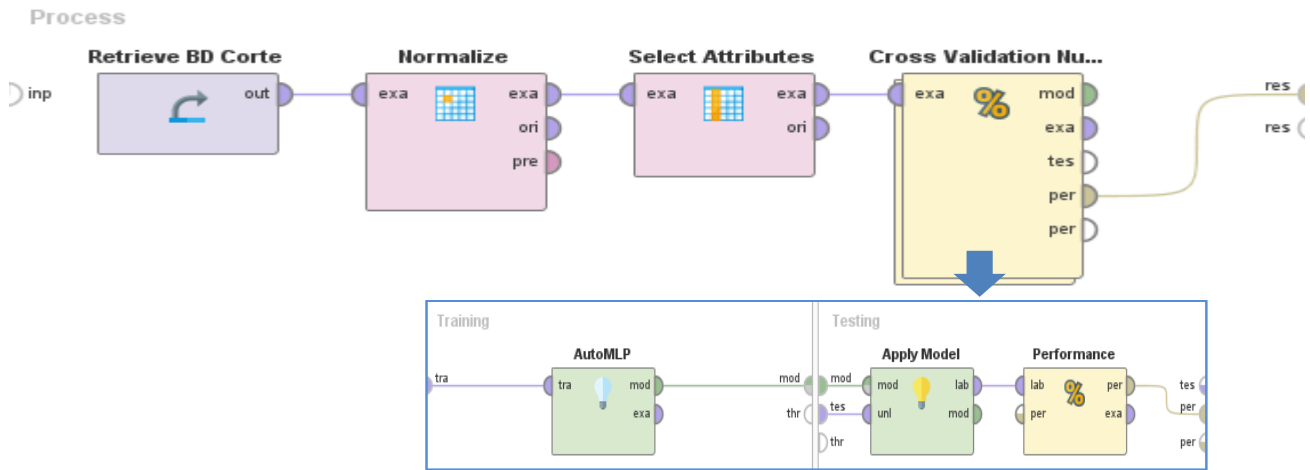 Process
Retrieve BD Corte
Normalize
Select Attributes
Cross Validation Nu...
inp
out
exa
exa
ori
pre
exa
exa
ori
exa
%
mod
exa
tes
per
per
res
res
Training
Testing
AutoMLP
Apply Model
Performance
tra
tra
mod
exa
mod
thr
mod
tes
thr
mod
unl
lab
mod
lab
per
%
per
exa
tes
per
per